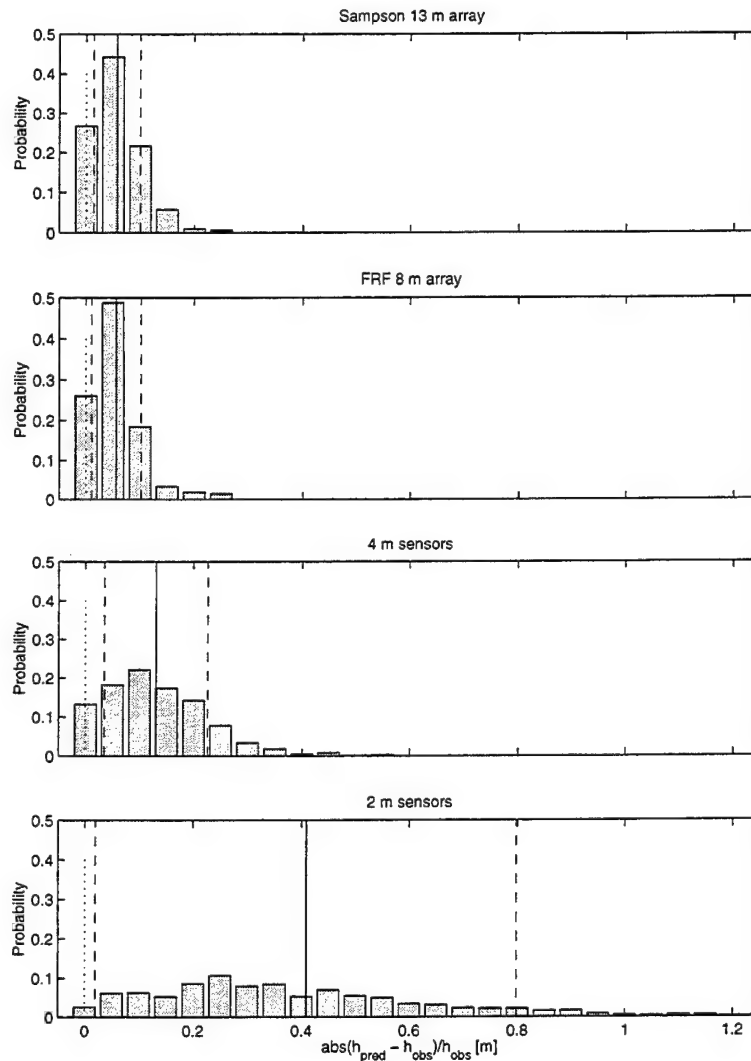 Sampson 13 m array
0.5
0.4
0.3
0.2
0.1
0
Probability
FRF 8 m array
0.5
0.4
0.3
0.2
0.1
0
Probability
4 m sensors
0.5
0.4
0.3
0.2
0.1
0
Probability
2 m sensors
0.5
0.4
0.3
0.2
0.1
0
Probability
0 0.2 0.4 0.6 0.8 1 1.2
abs(h_pred − h_obs)/h_obs [m]